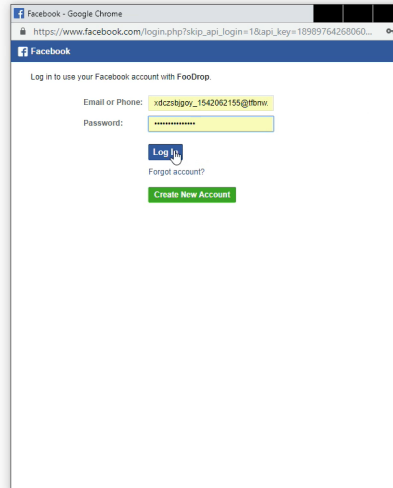 Facebook - Google Chrome
https://www.facebook.com/login.php?skip_api_login=1&api_key=18989764268060...
Facebook
Log in to use your Facebook account with FooDrop.
Email or Phone: xdczsbjgoy_1542062155@tfbnw.
Password: •••••••••••••••
Log In
Forgot account?
Create New Account